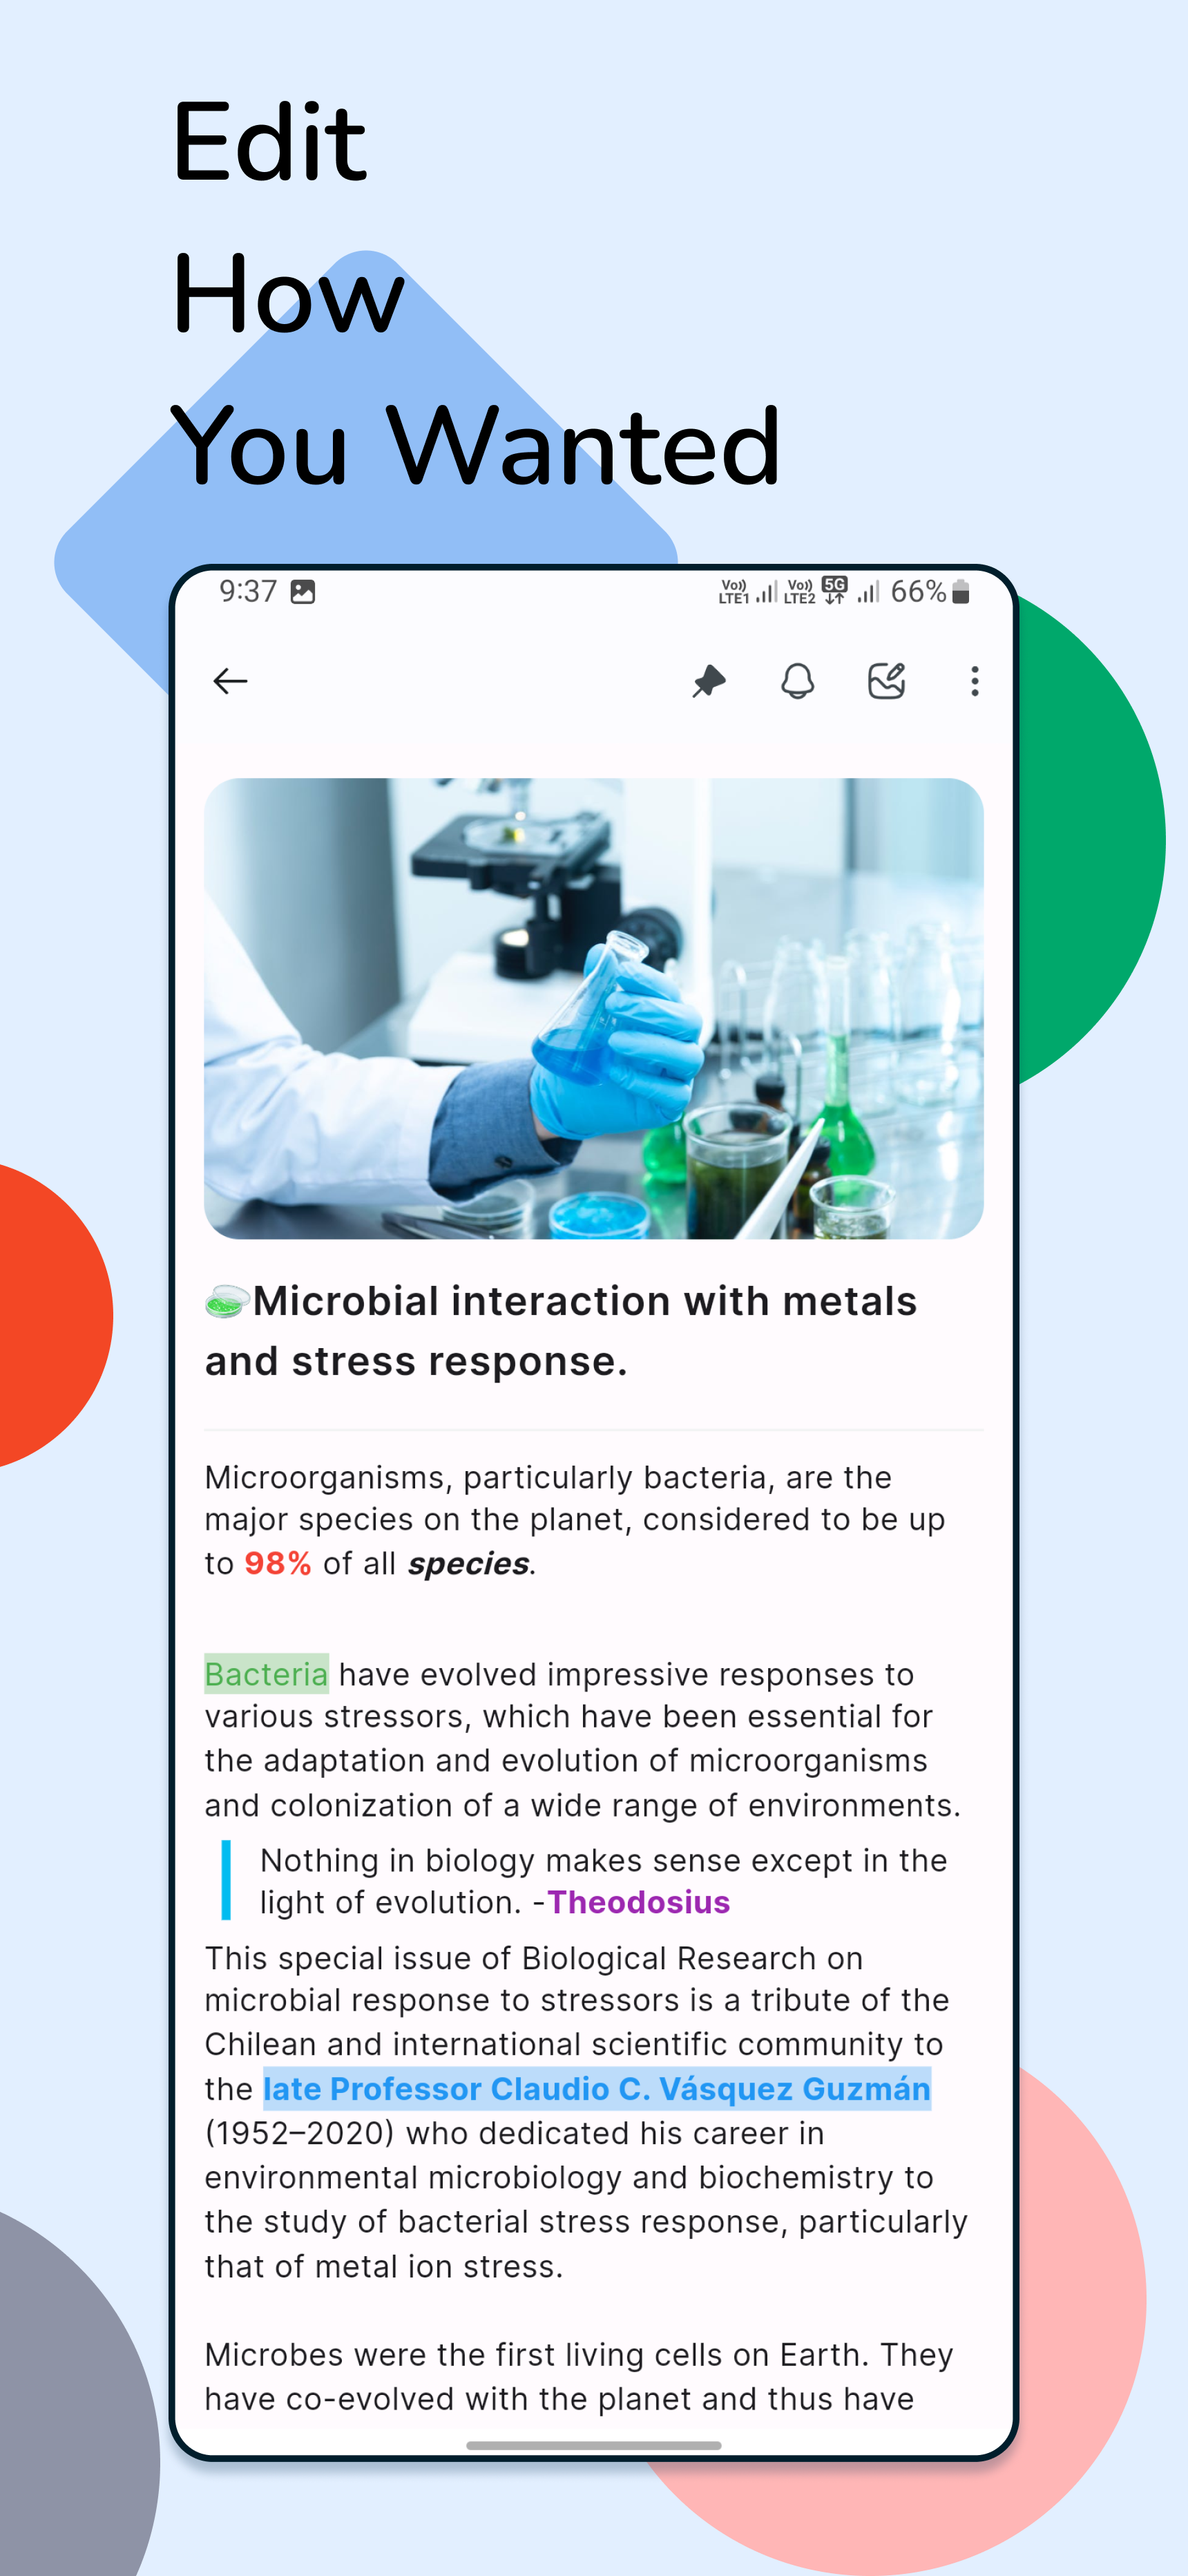 Edit
How
You Wanted
9:37
Vo)) LTE1 Vo)) LTE2 5G 66%
Microbial interaction with metals
and stress response.
Microorganisms, particularly bacteria, are the
major species on the planet, considered to be up
to 98% of all species.
Bacteria have evolved impressive responses to
various stressors, which have been essential for
the adaptation and evolution of microorganisms
and colonization of a wide range of environments.
Nothing in biology makes sense except in the
light of evolution. -Theodosius
This special issue of Biological Research on
microbial response to stressors is a tribute of the
Chilean and international scientific community to
the late Professor Claudio C. Vásquez Guzmán
(1952–2020) who dedicated his career in
environmental microbiology and biochemistry to
the study of bacterial stress response, particularly
that of metal ion stress.
Microbes were the first living cells on Earth. They
have co-evolved with the planet and thus have